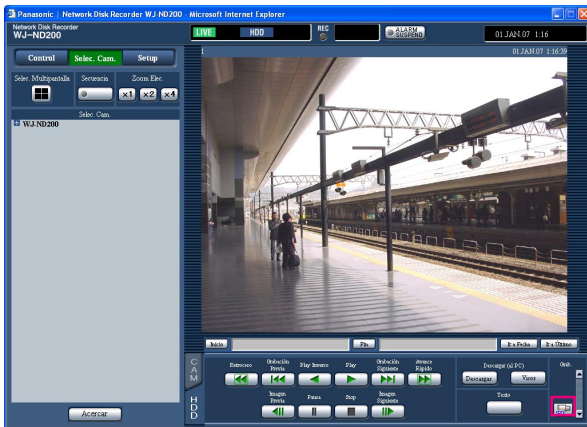 Panasonic | Network Disk Recorder WJ-ND200 - Microsoft Internet Explorer
Network Disk Recorder
WJ-ND200
LIVE HDD REC ALARM SUSPEND 01.JAN.07 1:16
Control Selec. Cam. Setup
1 01.JAN.07 1:16:39
Selec. Multipantalla Secuencia Zoom Elec.
x1 x2 x4
Selec. Cam.
WJ-ND200
Inicio Fin Ir a Fecha Ir a Último
CAM
Retroceso Grabación Previa Play Inverso Play Grabación Siguiente Avance Rápido Descargar (al PC) Grab.
Descargar Visor
HDD
Imagen Previa Pausa Stop Imagen Siguiente Texto
Acercar